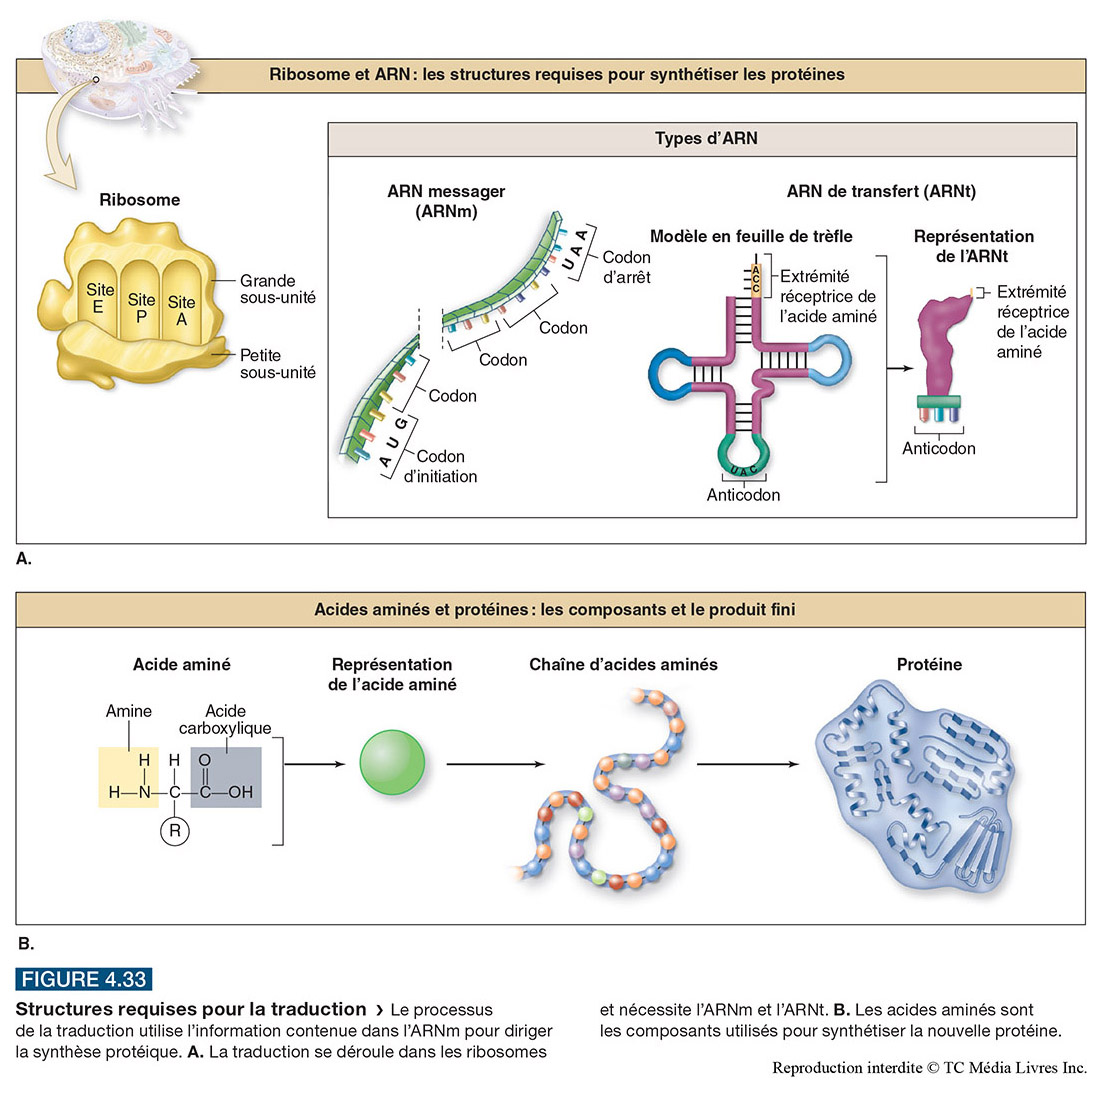 Ribosome et ARN : les structures requises pour synthétiser les protéines
Types d’ARN
Ribosome
Site
E
Site
P
Site
A
Grande
sous-unité
Petite
sous-unité
ARN messager
(ARNm)
U A A
Codon
d’arrêt
Codon
Codon
Codon
A U G
Codon
d’initiation
ARN de transfert (ARNt)
Modèle en feuille de trèfle
A
C
C
Extrémité
réceptrice de
l’acide aminé
U A C
Anticodon
Représentation
de l’ARNt
Extrémité
réceptrice
de l’acide
aminé
Anticodon
A.
Acides aminés et protéines : les composants et le produit fini
Acide aminé
Amine
Acide
carboxylique
H H O
H—N—C—C—OH
R
Représentation
de l’acide aminé
Chaîne d’acides aminés
Protéine
B.
FIGURE 4.33
Structures requises pour la traduction › Le processus
de la traduction utilise l’information contenue dans l’ARNm pour diriger
la synthèse protéique. A. La traduction se déroule dans les ribosomes
et nécessite l’ARNm et l’ARNt. B. Les acides aminés sont
les composants utilisés pour synthétiser la nouvelle protéine.
Reproduction interdite © TC Média Livres Inc.